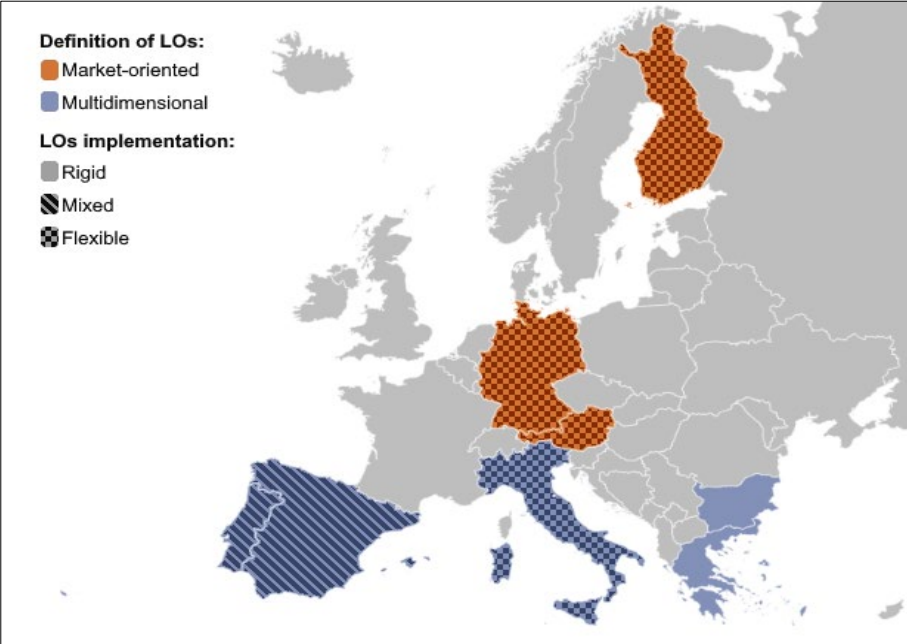 Definition of LOs:
Market-oriented
Multidimensional
LOs implementation:
Rigid
Mixed
Flexible